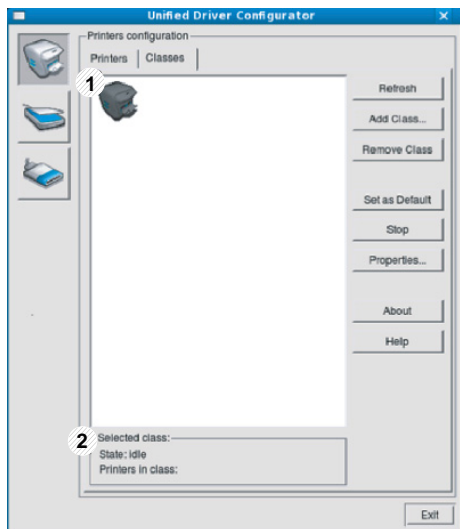 Unified Driver Configurator
Printers configuration
Printers Classes
1
Refresh
Add Class...
Remove Class
Set as Default
Stop
Properties...
About
Help
2
Selected class:
State: idle
Printers in class:
Exit